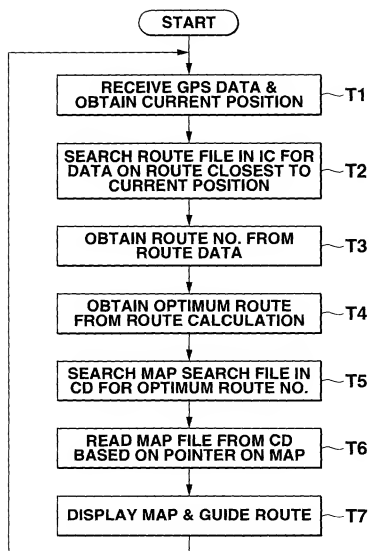 START
RECEIVE GPS DATA &
OBTAIN CURRENT POSITION
T1
SEARCH ROUTE FILE IN IC FOR
DATA ON ROUTE CLOSEST TO
CURRENT POSITION
T2
OBTAIN ROUTE NO. FROM
ROUTE DATA
T3
OBTAIN OPTIMUM ROUTE
FROM ROUTE CALCULATION
T4
SEARCH MAP SEARCH FILE IN
CD FOR OPTIMUM ROUTE NO.
T5
READ MAP FILE FROM CD
BASED ON POINTER ON MAP
T6
DISPLAY MAP & GUIDE ROUTE
T7